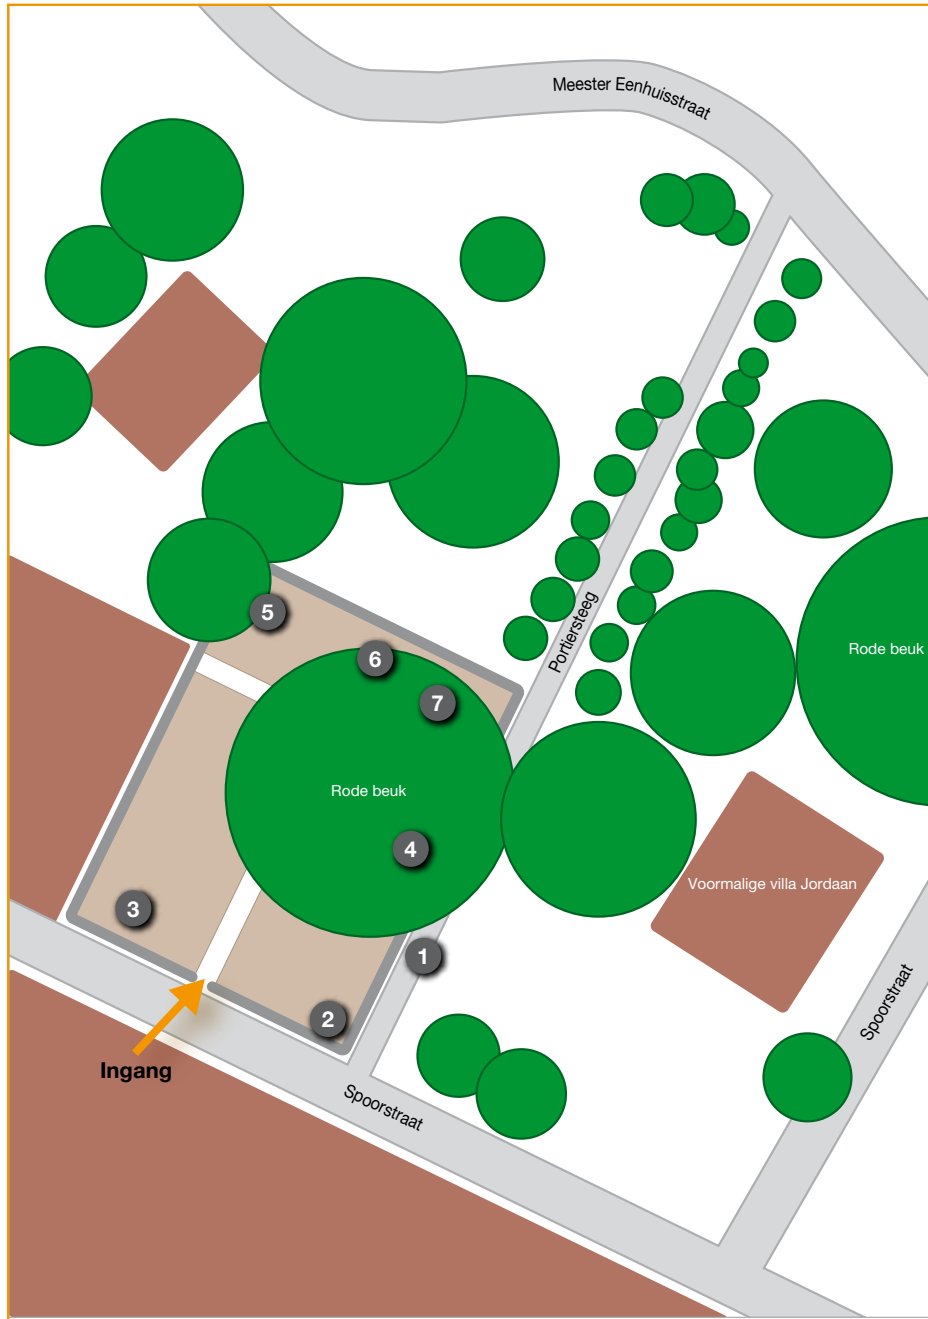 Meester Eenhuisstraat
Portiersteeg
5
6
7
Rode beuk
Rode beuk
4
3
1
2
Voormalige villa Jordaan
Spoorstraat
Ingang
Spoorstraat